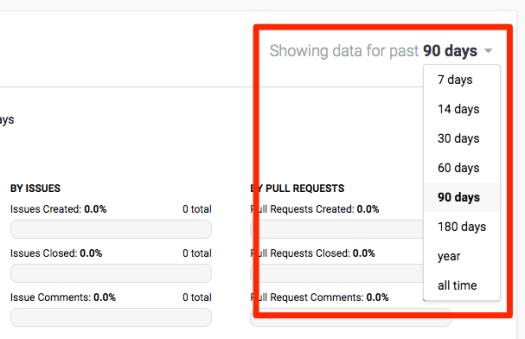 Showing data for past 90 days
7 days
14 days
30 days
60 days
90 days
180 days
year
all time
ays
BY ISSUES
Issues Created: 0.0% 0 total
Issues Closed: 0.0% 0 total
Issue Comments: 0.0% 0 total
BY PULL REQUESTS
Pull Requests Created: 0.0%
Pull Requests Closed: 0.0%
Pull Request Comments: 0.0%